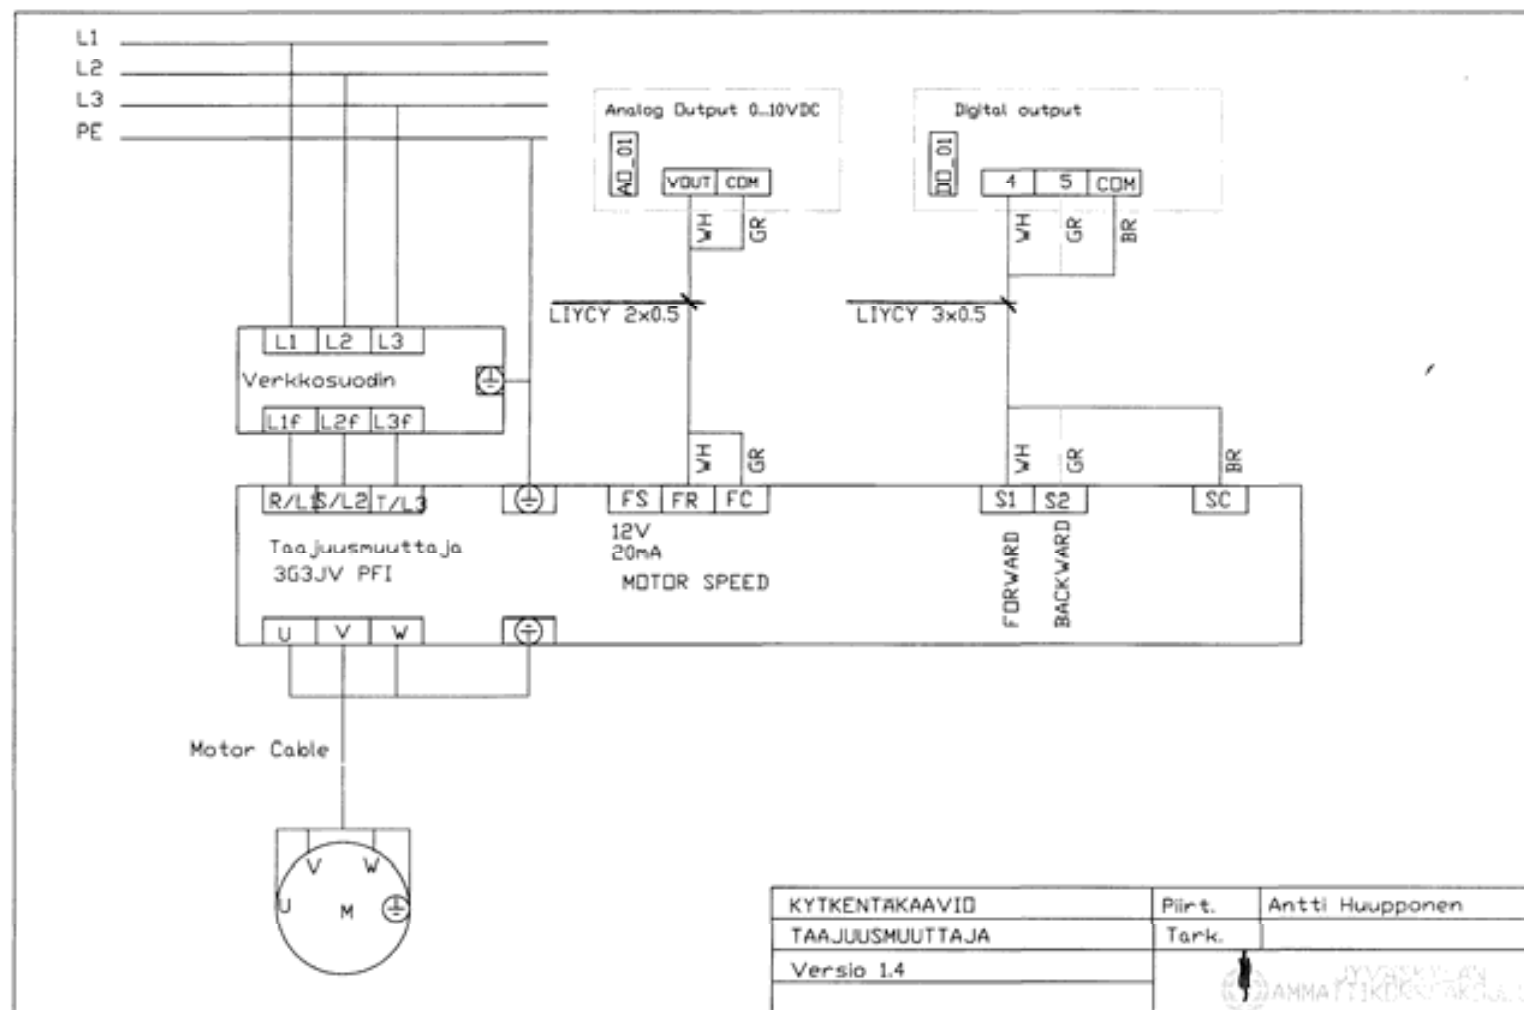 L1
L2
L3
PE
Analog Output 0...10VDC
AO_01
VOUT COM
WH GR
Digital output
DO_01
4 5 COM
WH GR BR
LIYCY 2x0.5
LIYCY 3x0.5
L1 L2 L3
Verkkosuodin
L1f L2f L3f
WH GR
WH GR BR
R/L1 S/L2 T/L3
FS FR FC
S1 S2 SC
Taajuusmuuttaja
3G3JV PFI
12V
20mA
MOTOR SPEED
FORWARD
BACKWARD
U V W
Motor Cable
V W
U M
KYTKENTÄKAAVIO Piirt. Antti Huupponen
TAAJUUSMUUTTAJA Tark.
Versio 1.4